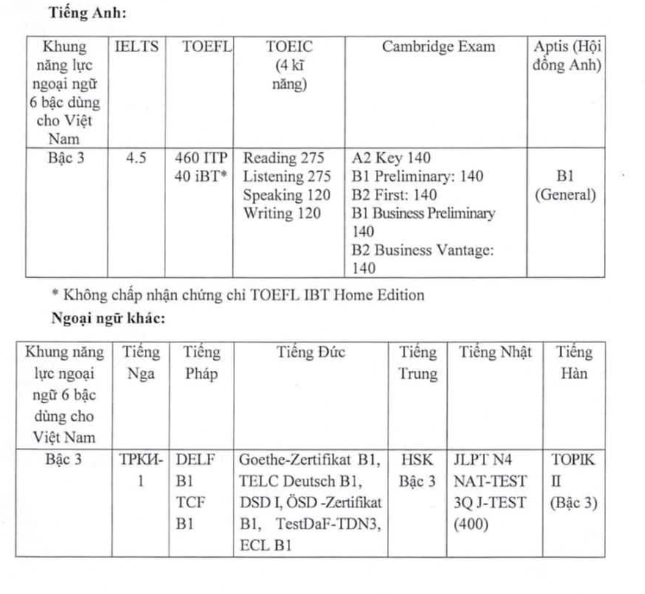 Tiếng Anh:
Khung năng lực ngoại ngữ 6 bậc dùng cho Việt Nam
IELTS
TOEFL
TOEIC
(4 kĩ năng)
Cambridge Exam
Aptis (Hội đồng Anh)
Bậc 3
4.5
460 ITP
40 iBT*
Reading 275
Listening 275
Speaking 120
Writing 120
A2 Key 140
B1 Preliminary: 140
B2 First: 140
B1 Business Preliminary
140
B2 Business Vantage:
140
B1
(General)
* Không chấp nhận chứng chỉ TOEFL IBT Home Edition
Ngoại ngữ khác:
Khung năng
lực ngoại
ngữ 6 bậc
dùng cho
Việt Nam
Tiếng
Nga
Tiếng
Pháp
Tiếng Đức
Tiếng
Trung
Tiếng Nhật
Tiếng
Hàn
Bậc 3
ТРКИ-
1
DELF
B1
TCF
B1
Goethe-Zertifikat B1,
TELC Deutsch B1,
DSD I, ÖSD -Zertifikat
B1, TestDaF-TDN3,
ECL B1
HSK
Bậc 3
JLPT N4
NAT-TEST
3Q J-TEST
(400)
TOPIK
II
(Bậc 3)